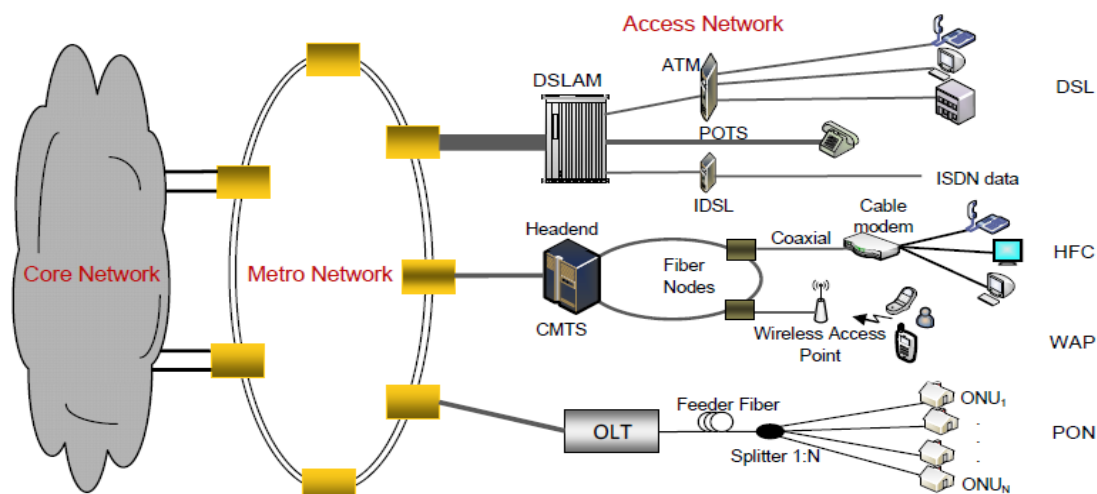 Access Network
ATM
DSLAM
DSL
POTS
ISDN data
IDSL
Cable
modem
Headend
Coaxial
Core Network
Metro Network
Fiber
Nodes
HFC
CMTS
Wireless Access
Point
WAP
Feeder Fiber
ONU1
OLT
PON
Splitter 1:N
ONUN